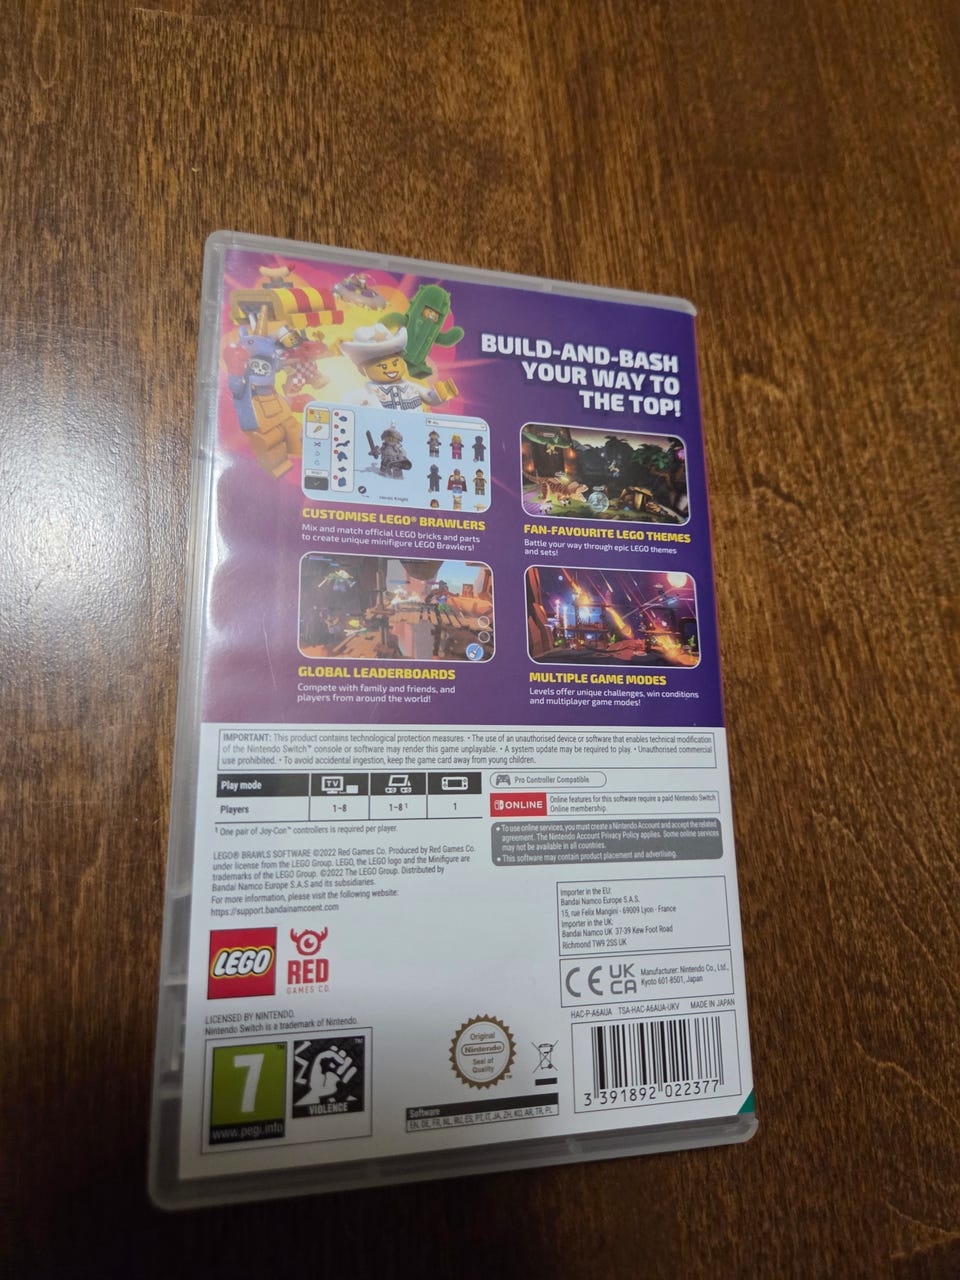 BUILD-AND-BASH
YOUR WAY TO
THE TOP!
Heroic Knight
CUSTOMISE LEGO® BRAWLERS
Mix and match official LEGO bricks and parts
to create unique minifigure LEGO Brawlers!
FAN-FAVOURITE LEGO THEMES
Battle your way through epic LEGO themes
and sets!
GLOBAL LEADERBOARDS
Compete with family and friends, and
players from around the world!
MULTIPLE GAME MODES
Levels offer unique challenges, win conditions
and multiplayer game modes!
IMPORTANT: This product contains technological protection measures. • The use of an unauthorised device or software that enables technical modification
of the Nintendo Switch™ console or software may render this game unplayable. • A system update may be required to play. • Unauthorised commercial
use prohibited. • To avoid accidental ingestion, keep the game card away from young children.
Play mode
TV
Players
1-8
1-8 ¹
1
¹ One pair of Joy-Con™ controllers is required per player.
Pro Controller Compatible
ONLINE
Online features for this software require a paid Nintendo Switch
Online membership.
• To use online services, you must create a Nintendo Account and accept the related
agreement. The Nintendo Account Privacy Policy applies. Some online services
may not be available in all countries.
• This software may contain product placement and advertising.
LEGO® BRAWLS SOFTWARE ©2022 Red Games Co. Produced by Red Games Co.
under license from the LEGO Group. LEGO, the LEGO logo and the Minifigure are
trademarks of the LEGO Group. ©2022 The LEGO Group. Distributed by
Bandai Namco Europe S.A.S and its subsidiaries.
For more information, please visit the following website:
https://support.bandainamcoent.com
Importer in the EU:
Bandai Namco Europe S.A.S.
15, rue Felix Mangini - 69009 Lyon - France
Importer in the UK:
Bandai Namco UK 37-39 Kew Foot Road
Richmond TW9 2SS UK
LEGO
RED
GAMES CO.
CE UK
CA
Manufacturer: Nintendo Co., Ltd.,
Kyoto 601-8501, Japan
HAC-P-A6AUA TSA-HAC-A6AUA-UKV MADE IN JAPAN
LICENSED BY NINTENDO.
Nintendo Switch is a trademark of Nintendo.
7™
www.pegi.info
™
VIOLENCE
Original
Nintendo
Seal of
Quality
™
Software
EN, DE, FR, NL, RU, ES, PT, IT, JA, ZH, KO, AR, TR, PL
3 391892 022377